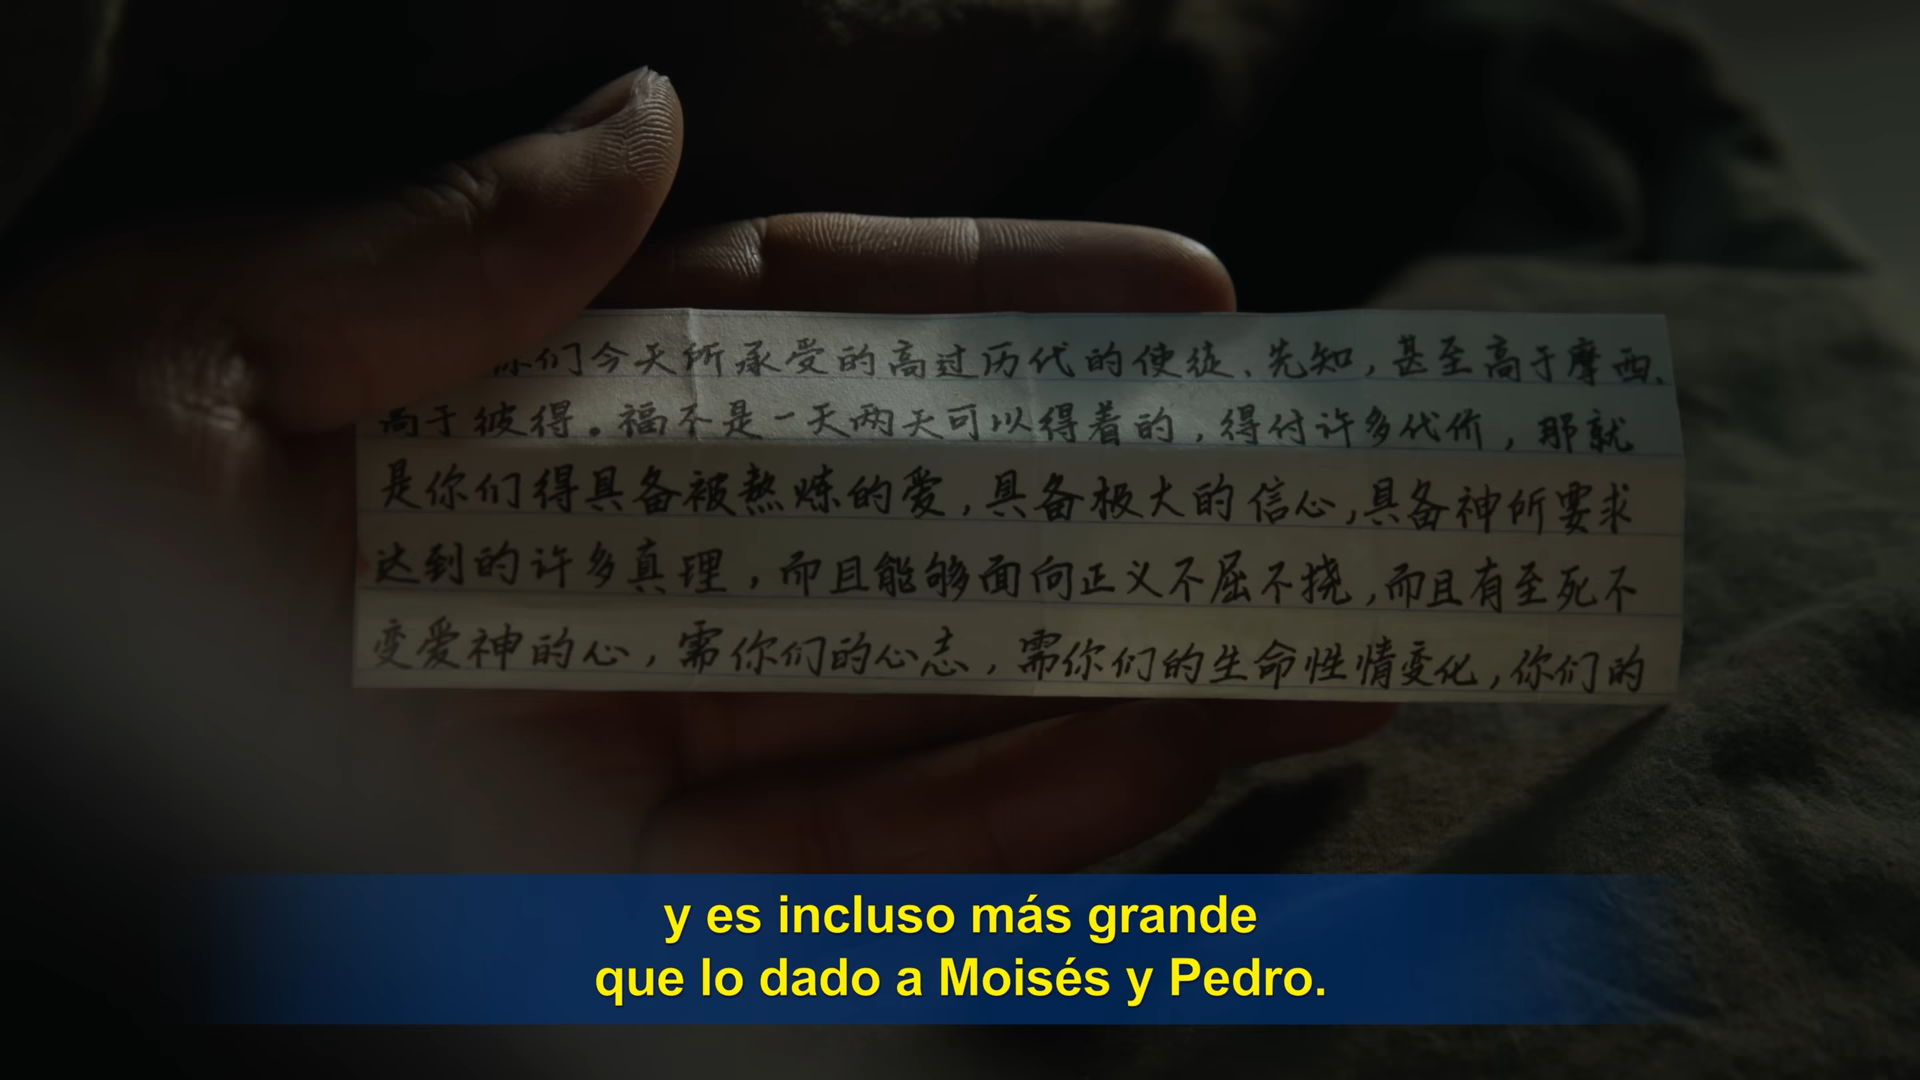 你们今天所承受的高过历代的使徒、先知，甚至高于摩西、
高于彼得。福不是一天两天可以得着的，得付许多代价，那就
是你们得具备被熬炼的爱，具备极大的信心，具备神所要求
达到的许多真理，而且能够面向正义不屈不挠，而且有至死不
变爱神的心，需你们的心志，需你们的生命性情变化，你们的
y es incluso más grande
que lo dado a Moisés y Pedro.